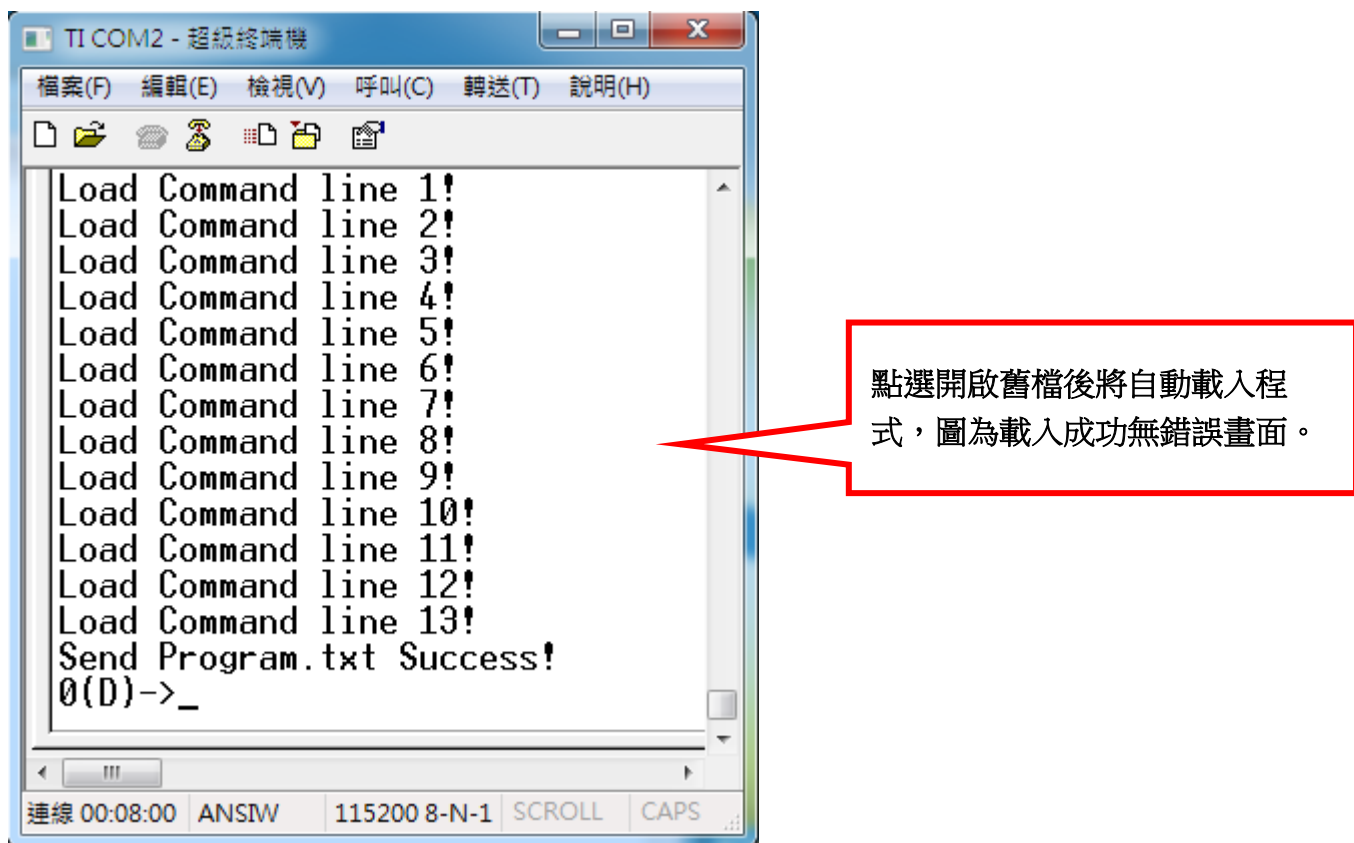 TI COM2 - 超級終端機
檔案(F) 編輯(E) 檢視(V) 呼叫(C) 轉送(T) 說明(H)
Load Command line 1!
Load Command line 2!
Load Command line 3!
Load Command line 4!
Load Command line 5!
Load Command line 6!
Load Command line 7!
Load Command line 8!
Load Command line 9!
Load Command line 10!
Load Command line 11!
Load Command line 12!
Load Command line 13!
Send Program.txt Success!
0(D)->_
點選開啟舊檔後將自動載入程
式，圖為載入成功無錯誤畫面。
連線 00:08:00 ANSIW 115200 8-N-1 SCROLL CAPS